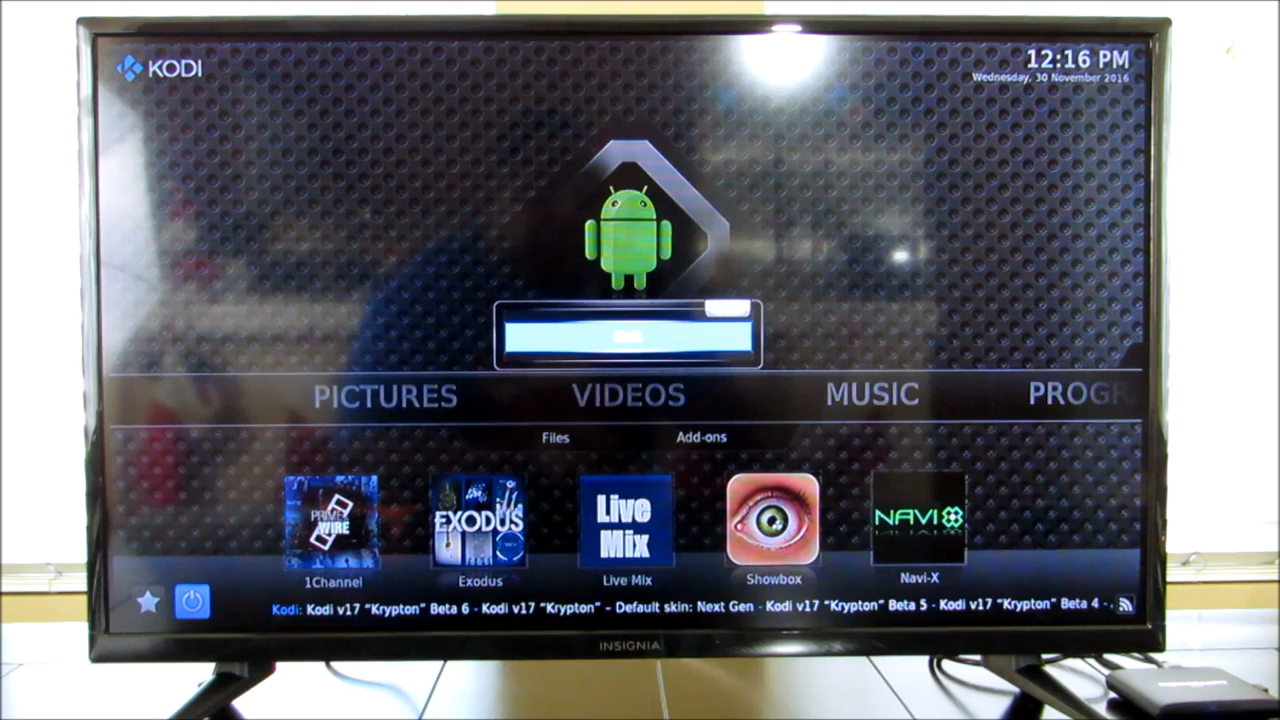 KODI
12:16 PM
Wednesday, 30 November 2016
PICTURES VIDEOS MUSIC PROGR
Files Add-ons
PRIME WIRE
EXODUS
Live Mix
NAVI X
1Channel Exodus Live Mix Showbox Navi-X
Kodi: Kodi v17 “Krypton” Beta 6 - Kodi v17 “Krypton” – Default skin: Next Gen - Kodi v17 “Krypton” Beta 5 - Kodi v17 “Krypton” Beta 4 -
INSIGNIA